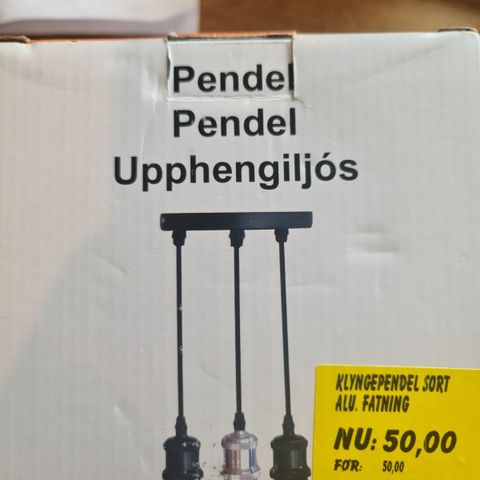 Pendel
Pendel
Upphengiljós
KLYNGEPENDEL SORT
ALU. FATNING
NU: 50,00
FØR: 50,00